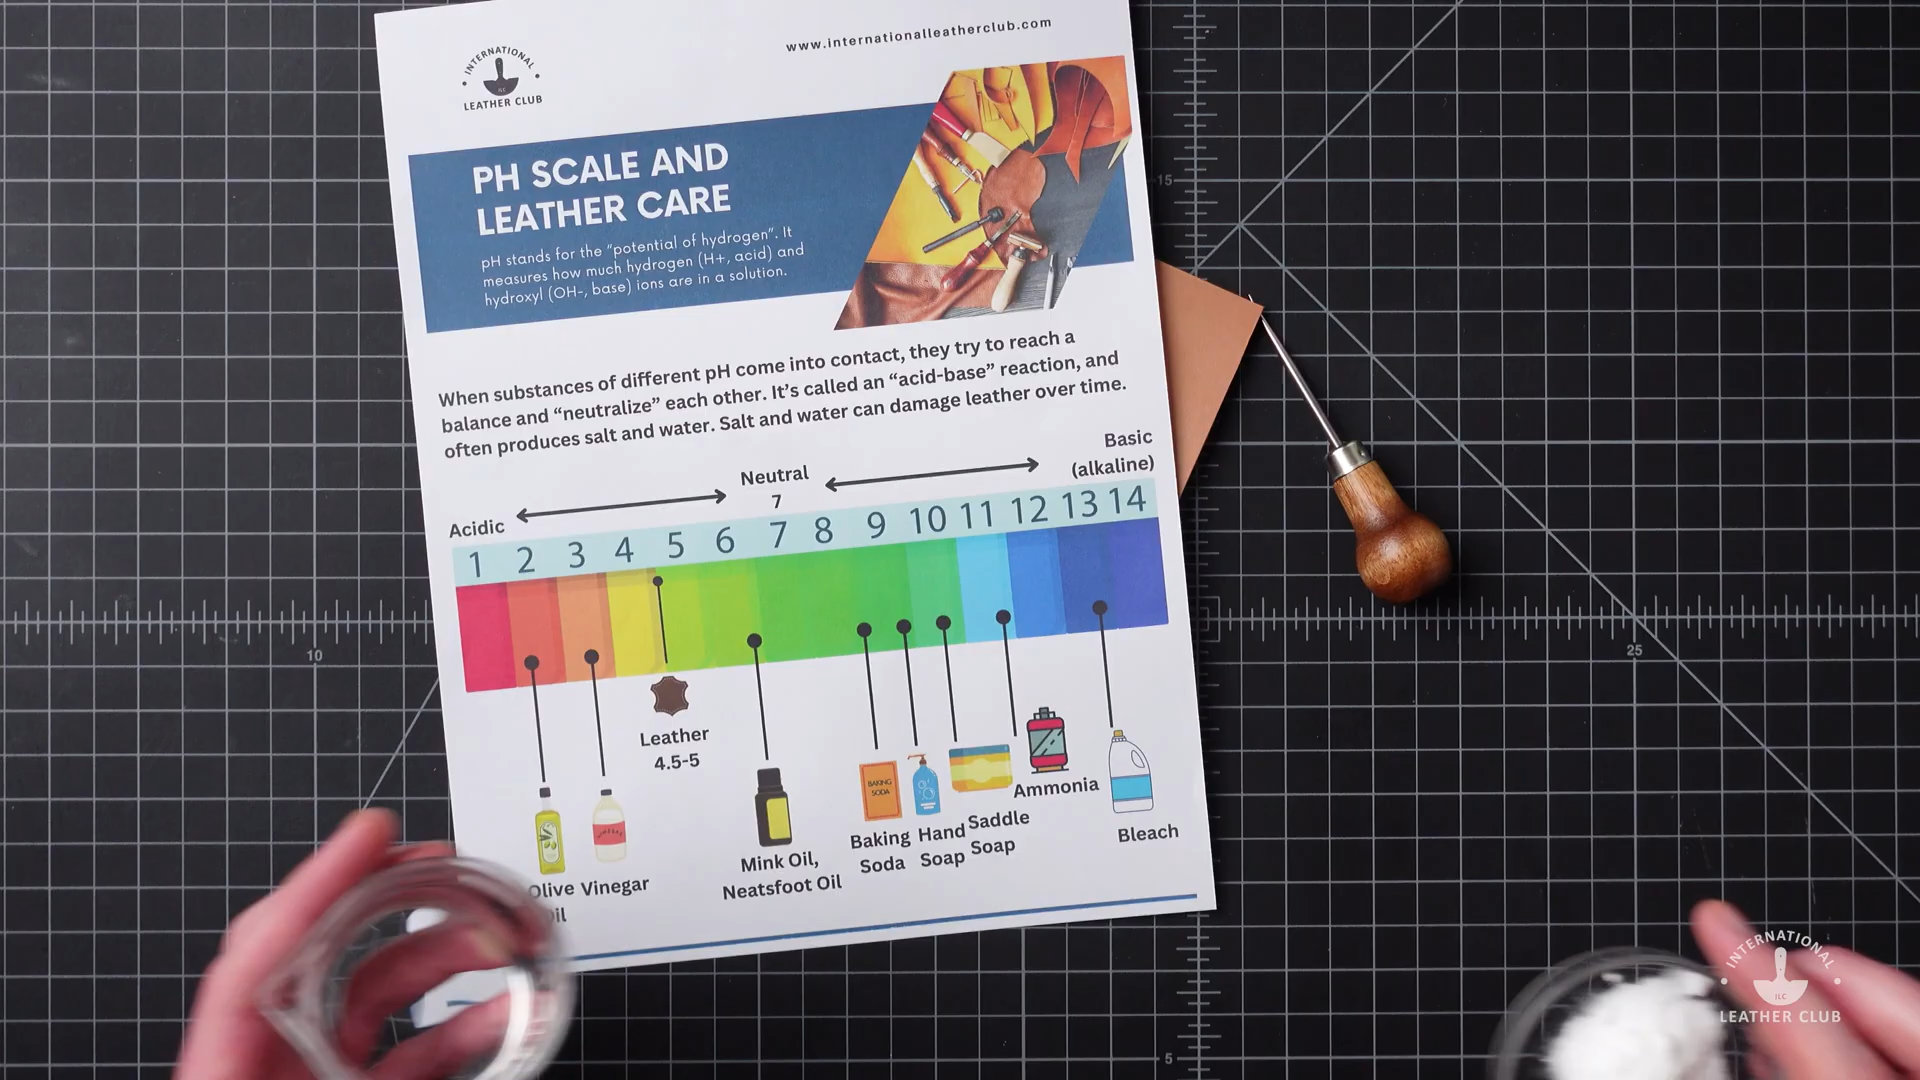 www.internationalleatherclub.com
INTERNATIONAL
ILC
LEATHER CLUB
PH SCALE AND
LEATHER CARE
pH stands for the “potential of hydrogen”. It
measures how much hydrogen (H+, acid) and
hydroxyl (OH-, base) ions are in a solution.
When substances of different pH come into contact, they try to reach a
balance and “neutralize” each other. It’s called an “acid-base” reaction, and
often produces salt and water. Salt and water can damage leather over time.
Acidic
Neutral
7
Basic
(alkaline)
1 2 3 4 5 6 7 8 9 10 11 12 13 14
Leather
4.5-5
Olive
Vinegar
Mink Oil,
Neatsfoot Oil
BAKING
SODA
Baking
Soda
Hand
Soap
Saddle
Soap
Ammonia
Bleach
15
10
25
5
INTERNATIONAL
ILC
LEATHER CLUB